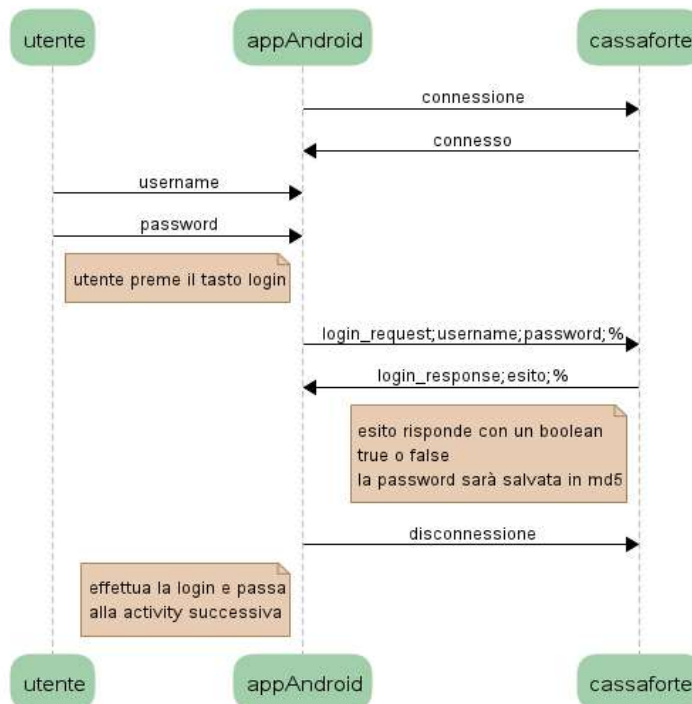 utente
appAndroid
cassaforte
connessione
connesso
username
password
utente preme il tasto login
login_request;username;password;%
login_response;esito;%
esito risponde con un boolean
true o false
la password sarà salvata in md5
disconnessione
effettua la login e passa
alla activity successiva
utente
appAndroid
cassaforte